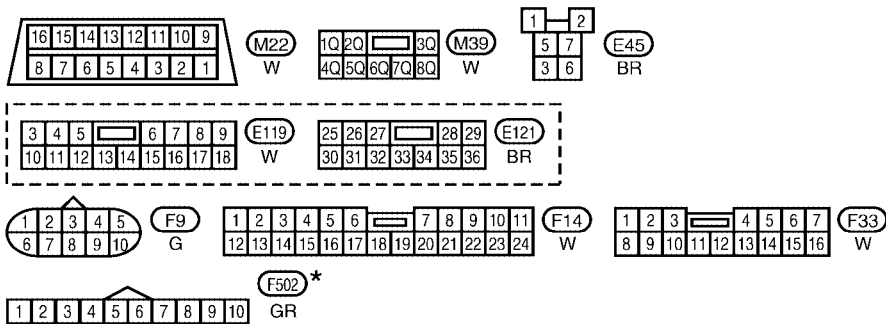 16 15 14 13 12 11 10 9
8 7 6 5 4 3 2 1
M22
W
1Q 2Q 3Q
4Q 5Q 6Q 7Q 8Q
M39
W
1 2
5 7
3 6
E45
BR
3 4 5 6 7 8 9
10 11 12 13 14 15 16 17 18
E119
W
25 26 27 28 29
30 31 32 33 34 35 36
E121
BR
1 2 3 4 5
6 7 8 9 10
F9
G
1 2 3 4 5 6 7 8 9 10 11
12 13 14 15 16 17 18 19 20 21 22 23 24
F14
W
1 2 3 4 5 6 7
8 9 10 11 12 13 14 15 16
F33
W
1 2 3 4 5 6 7 8 9 10
F502 *
GR